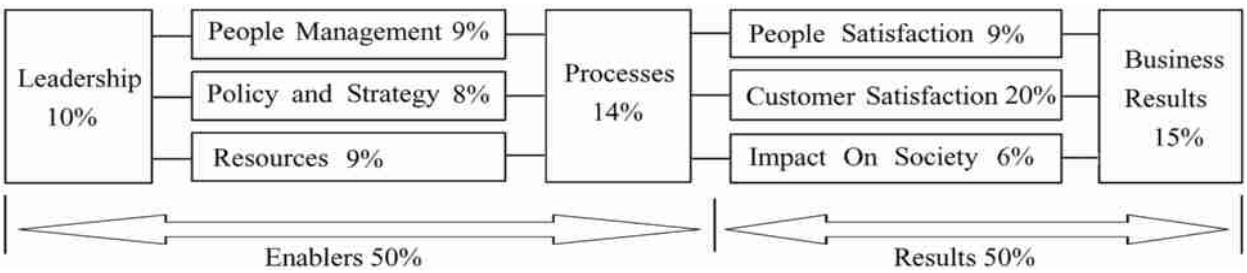 Leadership
10%
People Management 9%
Policy and Strategy 8%
Resources 9%
Processes
14%
People Satisfaction 9%
Customer Satisfaction 20%
Impact On Society 6%
Business
Results
15%
Enablers 50%
Results 50%